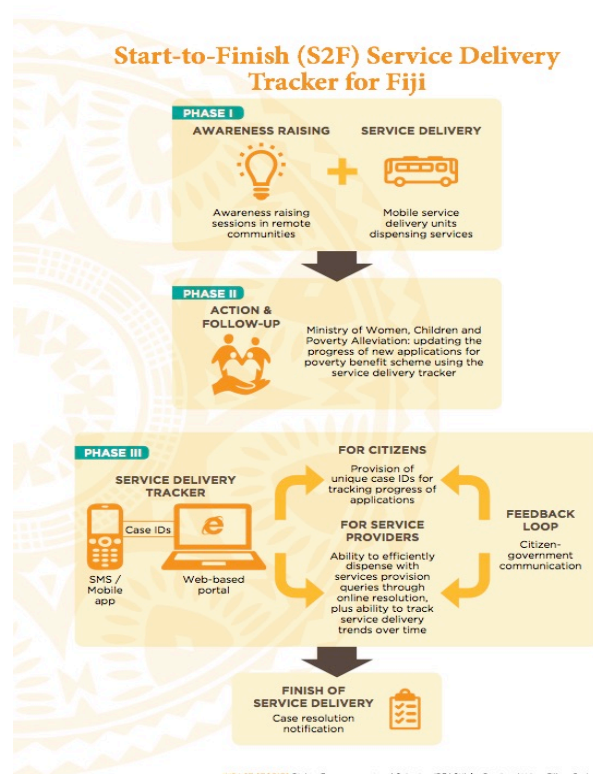 Start-to-Finish (S2F) Service Delivery
Tracker for Fiji
PHASE I
AWARENESS RAISING
Awareness raising
sessions in remote
communities
SERVICE DELIVERY
Mobile service
delivery units
dispensing services
PHASE II
ACTION &
FOLLOW-UP
Ministry of Women, Children and
Poverty Alleviation: updating the
progress of new applications for
poverty benefit scheme using the
service delivery tracker
PHASE III
SERVICE DELIVERY
TRACKER
Case IDs
SMS /
Mobile
app
Web-based
portal
FOR CITIZENS
Provision of
unique case IDs for
tracking progress of
applications
FOR SERVICE
PROVIDERS
Ability to efficiently
dispense with
services provision
queries through
online resolution,
plus ability to track
service delivery
trends over time
FEEDBACK
LOOP
Citizen-
government
communication
FINISH OF
SERVICE DELIVERY
Case resolution
notification